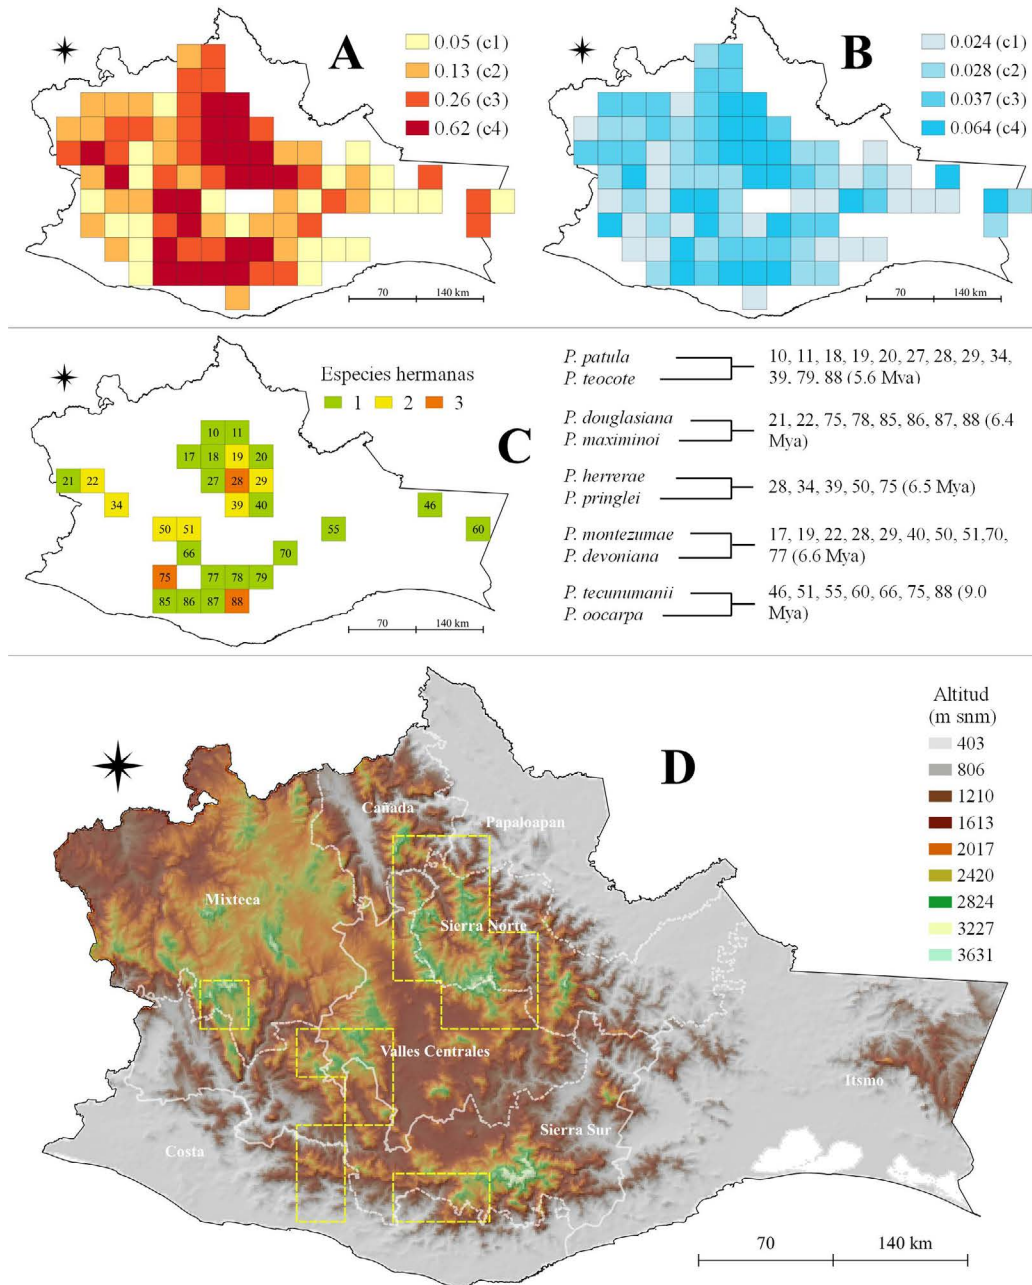 A
0.05 (c1)
0.13 (c2)
0.26 (c3)
0.62 (c4)
70 140 km
B
0.024 (c1)
0.028 (c2)
0.037 (c3)
0.064 (c4)
70 140 km
C
Especies hermanas
1 2 3
10 11
17 18 19 20
21 22 27 28 29
34 39 40 46
50 51 55 60
66 70
75 77 78 79
85 86 87 88
70 140 km
P. patula
P. teocote
10, 11, 18, 19, 20, 27, 28, 29, 34,
39, 79, 88 (5.6 Mya)
P. douglasiana
P. maximinoi
21, 22, 75, 78, 85, 86, 87, 88 (6.4
Mya)
P. herrerae
P. pringlei
28, 34, 39, 50, 75 (6.5 Mya)
P. montezumae
P. devoniana
17, 19, 22, 28, 29, 40, 50, 51,70,
77 (6.6 Mya)
P. tecunumanii
P. oocarpa
46, 51, 55, 60, 66, 75, 88 (9.0
Mya)
D
Altitud
(m snm)
403
806
1210
1613
2017
2420
2824
3227
3631
Cañada
Papaloapan
Mixteca
Sierra Norte
Valles Centrales
Itsmo
Sierra Sur
Costa
70 140 km